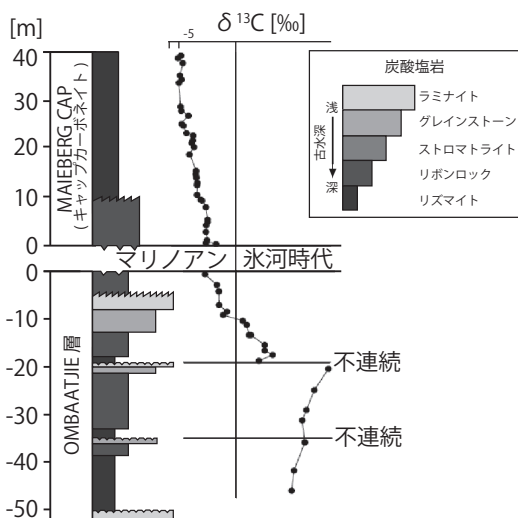 [m]
δ ¹³C [‰]
-5
40
30
20
10
0
MAIEBERG CAP
(キャップカーボネイト)
炭酸塩岩
浅
古水深
深
ラミナイト
グレインストーン
ストロマトライト
リボンロック
リズマイト
マリノアン 氷河時代
0
-10
-20
-30
-40
-50
OMBAATJIE 層
不連続
不連続